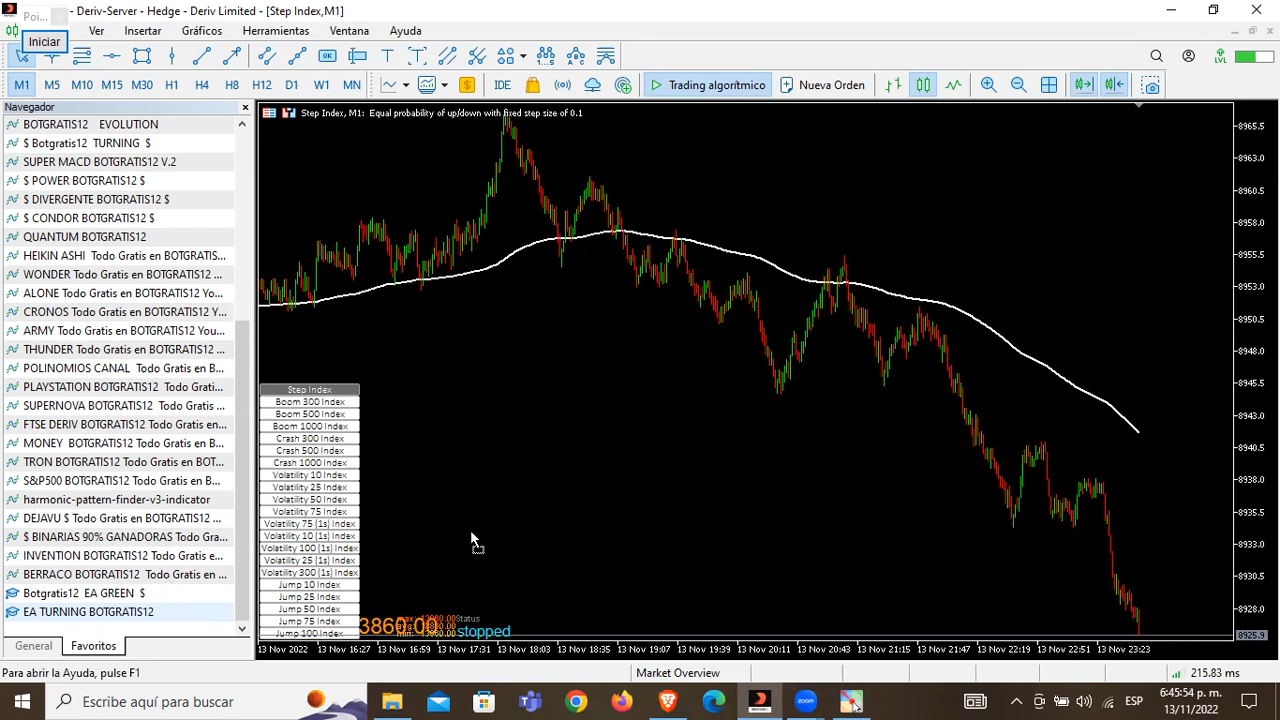 Poi...
- Deriv-Server - Hedge - Deriv Limited - [Step Index,M1]
Iniciar
Ver Insertar Gráficos Herramientas Ventana Ayuda
OK
LVL
M1 M5 M10 M15 M30 H1 H4 H8 H12 D1 W1 MN
IDE
Trading algorítmico
Nueva Orden
Navegador
BOTGRATIS12 EVOLUTION
$ Botgratis12 TURNING $
SUPER MACD BOTGRATIS12 V.2
$ POWER BOTGRATIS12 $
$ DIVERGENTE BOTGRATIS12 $
$ CONDOR BOTGRATIS12 $
QUANTUM BOTGRATIS12
HEIKIN ASHI Todo Gratis en BOTGRATIS...
WONDER Todo Gratis en BOTGRATIS12 ...
ALONE Todo Gratis en BOTGRATIS12 You...
CRONOS Todo Gratis en BOTGRATIS12 Y...
ARMY Todo Gratis en BOTGRATIS12 You...
THUNDER Todo Gratis en BOTGRATIS12 ...
POLINOMIOS CANAL Todo Gratis en BO...
PLAYSTATION BOTGRATIS12 Todo Grati...
SUPERNOVA BOTGRATIS12 Todo Gratis ...
FTSE DERIV BOTGRATIS12 Todo Gratis en...
MONEY BOTGRATIS12 Todo Gratis en B...
TRON BOTGRATIS12 Todo Gratis en BOT...
S&P500 BOTGRATIS12 Todo Gratis en B...
harmonic-pattern-finder-v3-indicator
DEJAVU $ Todo Gratis en BOTGRATIS12 ...
$ BINARIAS 90% GANADORAS Todo Gra...
INVENTION BOTGRATIS12 Todo Gratis e...
BERRACO BOTGRATIS12 Todo Gratis en ...
Botgratis12 EA GREEN $
EA TURNING BOTGRATIS12
General
Favoritos
Step Index, M1: Equal probability of up/down with fixed step size of 0.1
Step Index
Boom 300 Index
Boom 500 Index
Boom 1000 Index
Crash 300 Index
Crash 500 Index
Crash 1000 Index
Volatility 10 Index
Volatility 25 Index
Volatility 50 Index
Volatility 75 Index
Volatility 75 (1s) Index
Volatility 10 (1s) Index
Volatility 100 (1s) Index
Volatility 25 (1s) Index
Volatility 300 (1s) Index
Jump 10 Index
Jump 25 Index
Jump 50 Index
Jump 75 Index
Jump 100 Index
Status
stopped
8965.5
8963.0
8960.5
8958.0
8955.5
8953.0
8950.5
8948.0
8945.5
8943.0
8940.5
8938.0
8935.5
8933.0
8930.5
8928.0
8925.9
13 Nov 2022 13 Nov 16:27 13 Nov 16:59 13 Nov 17:31 13 Nov 18:03 13 Nov 18:35 13 Nov 19:07 13 Nov 19:39 13 Nov 20:11 13 Nov 20:43 13 Nov 21:15 13 Nov 21:47 13 Nov 22:19 13 Nov 22:51 13 Nov 23:23
Para abrir la Ayuda, pulse F1
Market Overview
215.83 ms
Describe aquí para buscar
zoom
ESP
6:45:54 p. m.
13/11/2022